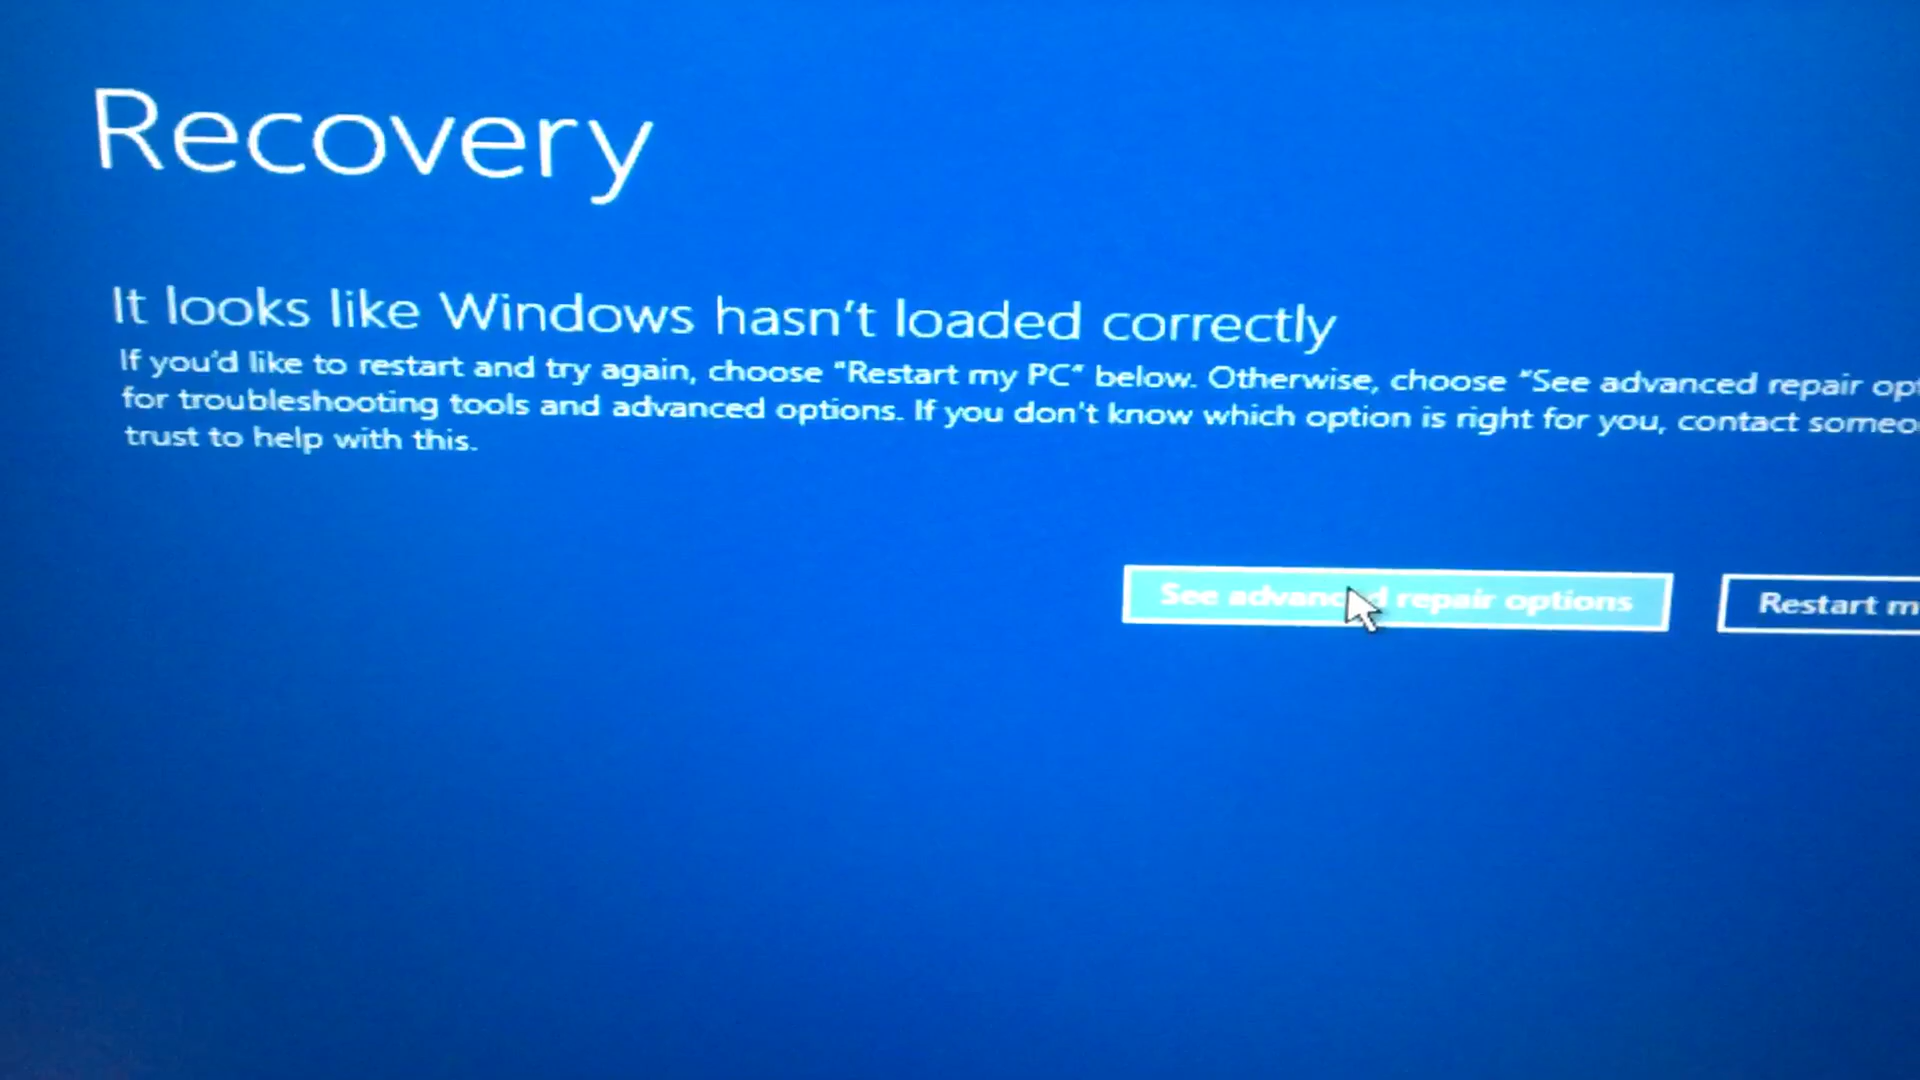 Recovery
It looks like Windows hasn't loaded correctly
If you'd like to restart and try again, choose "Restart my PC" below. Otherwise, choose "See advanced repair
for troubleshooting tools and advanced options. If you don't know which option is right for you, contact
trust to help with this.
See advanced repair options
Restart